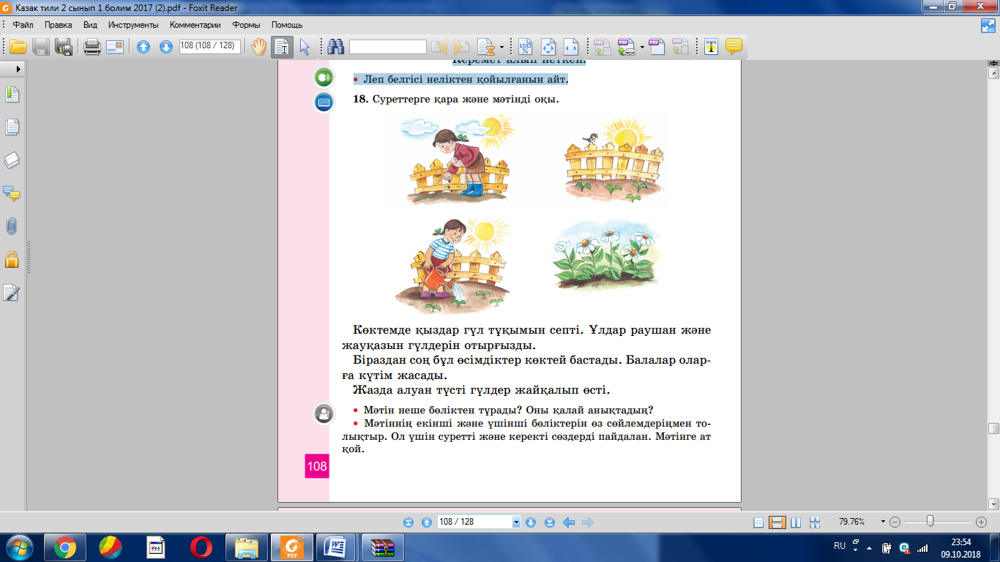 Казак тили 2 сынып 1 болим 2017 (2).pdf - Foxit Reader
Файл Правка Вид Инструменты Комментарии Формы Помощь
108 (108 / 128)
Керемет алып неткен!
• Леп белгісі неліктен қойылғанын айт.
18. Суреттерге қара және мәтінді оқы.
Көктемде қыздар гүл тұқымын септі. Ұлдар раушан және
жауқазын гүлдерін отырғызды.
Біраздан соң бұл өсімдіктер көктей бастады. Балалар олар-
ға күтім жасады.
Жазда алуан түсті гүлдер жайқалып өсті.
• Мәтін неше бөліктен тұрады? Оны қалай анықтадың?
• Мәтіннің екінші және үшінші бөліктерін өз сөйлемдеріңмен то-
лықтыр. Ол үшін суретті және керекті сөздерді пайдалан. Мәтінге ат
қой.
108
108 / 128
79.76%
RU
23:54
09.10.2018